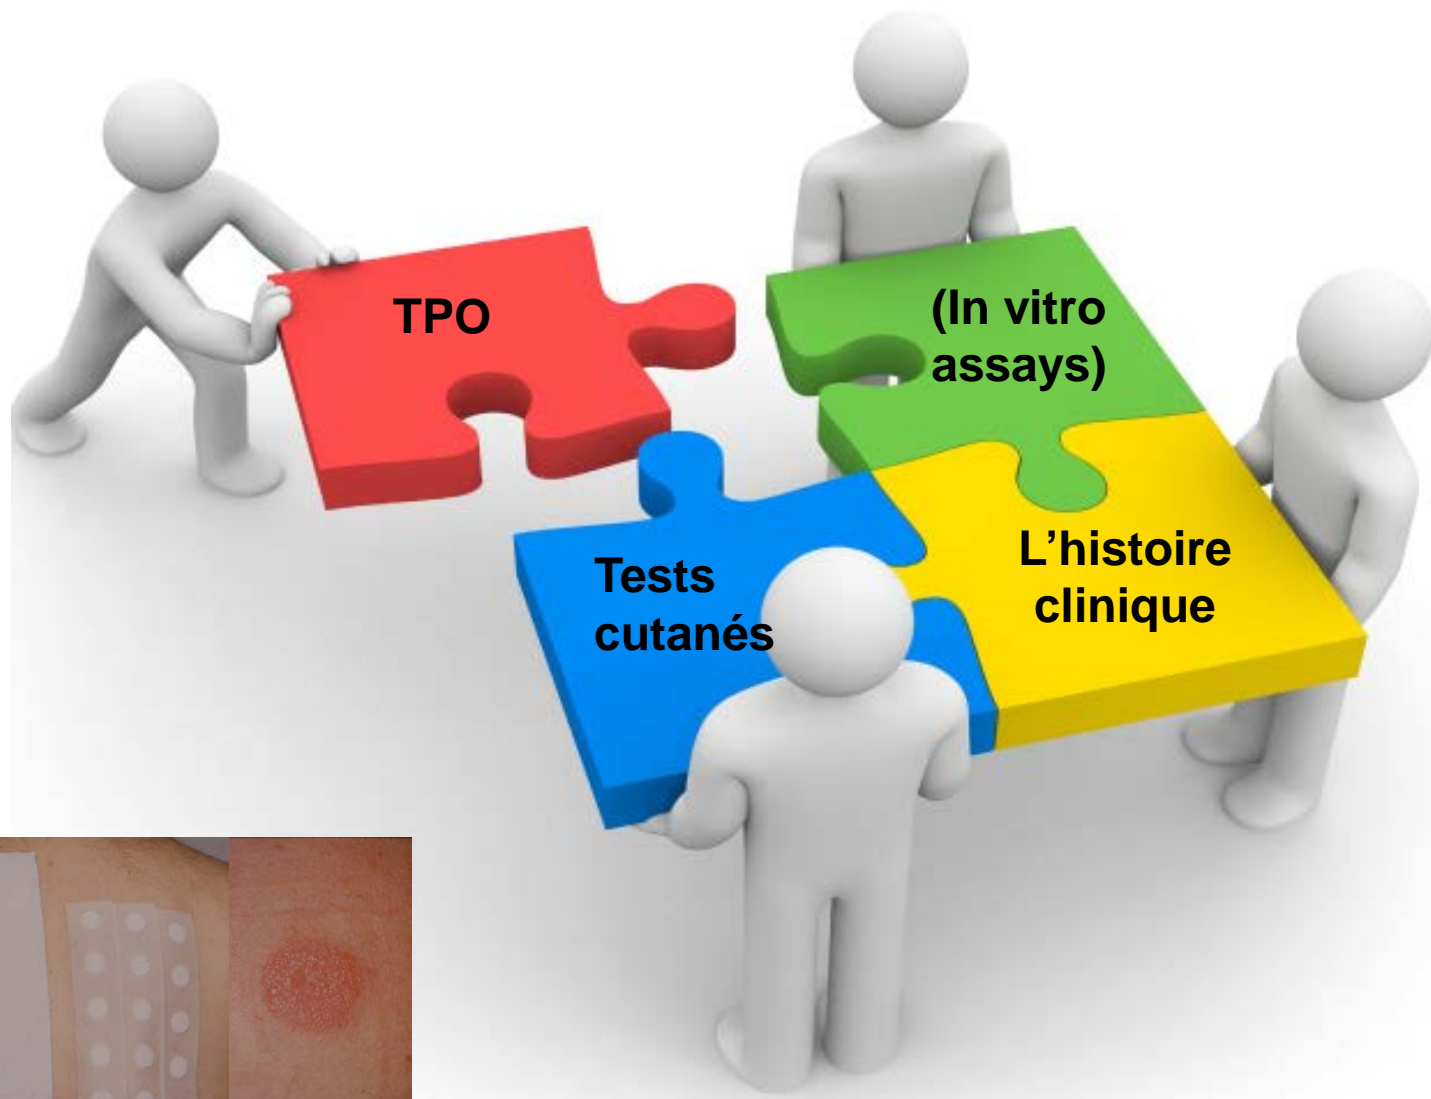 TPO
(In vitro
assays)
Tests
cutanés
L’histoire
clinique